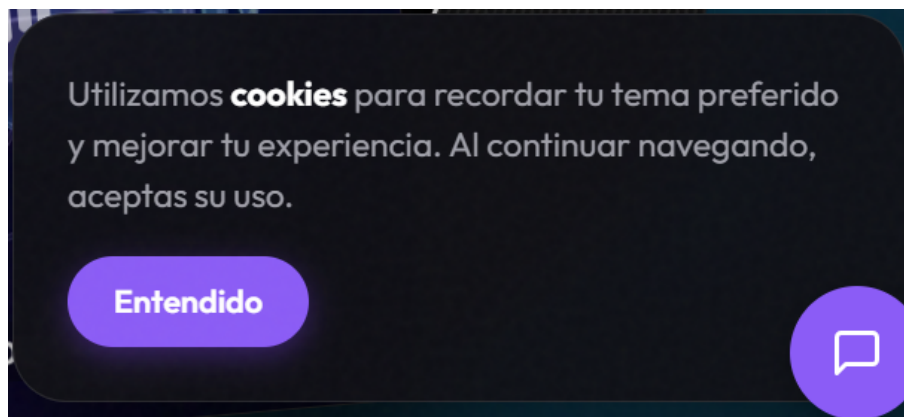 Utilizamos cookies para recordar tu tema preferido
y mejorar tu experiencia. Al continuar navegando,
aceptas su uso.
Entendido